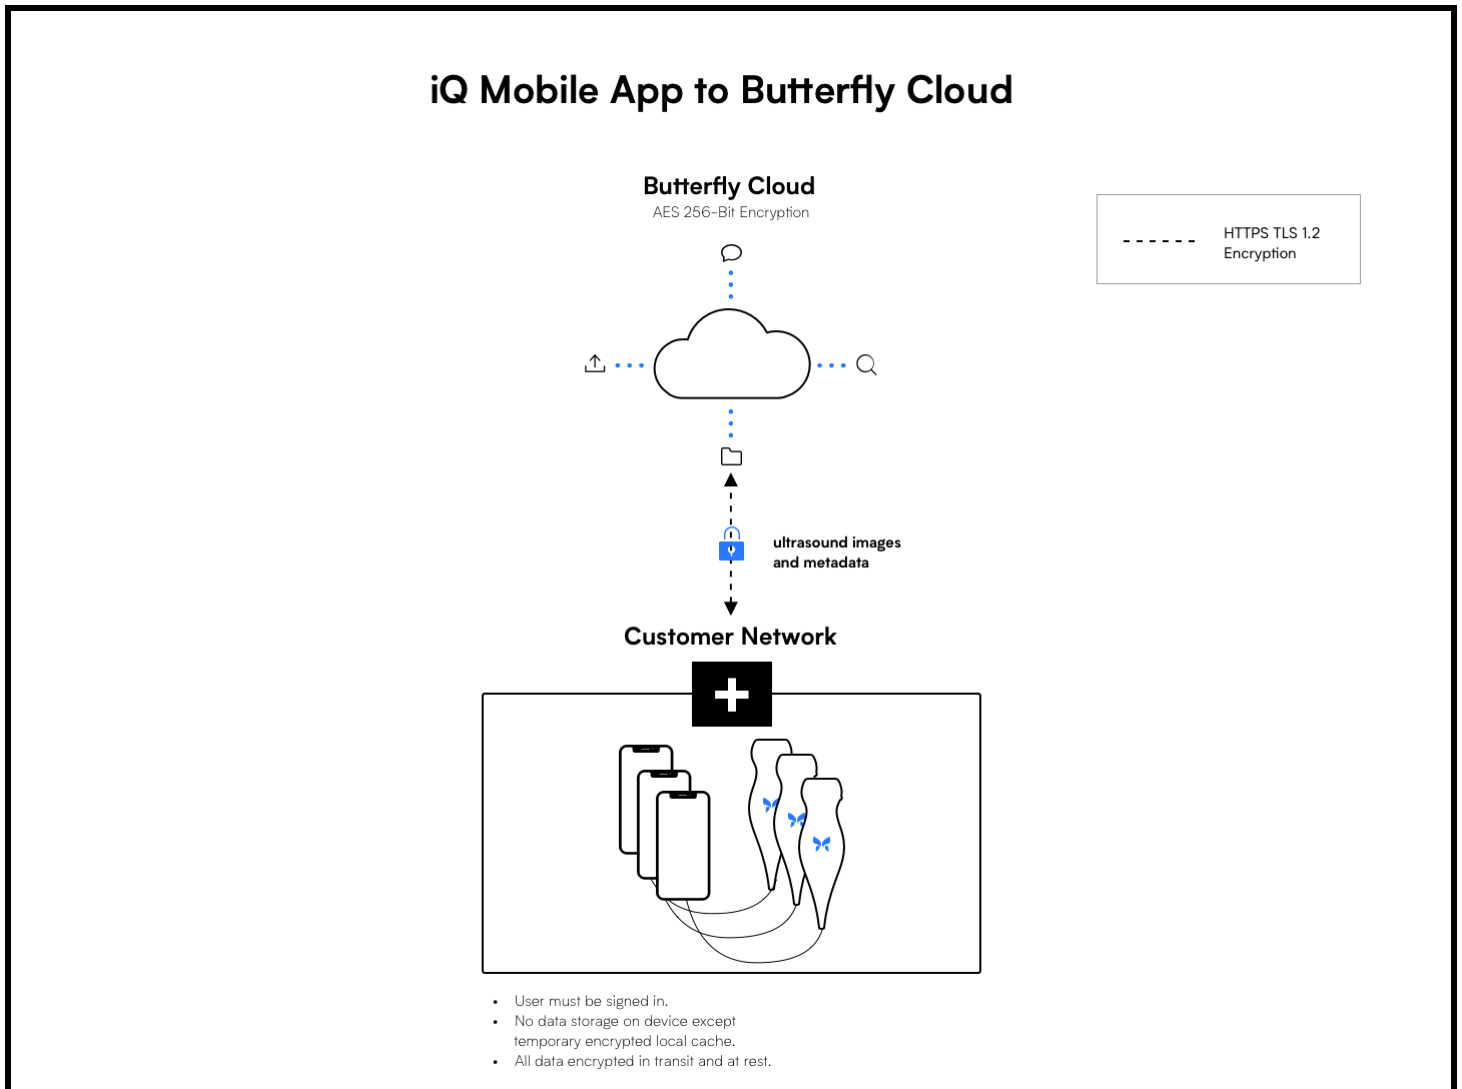 iQ Mobile App to Butterfly Cloud
Butterfly Cloud
AES 256-Bit Encryption
HTTPS TLS 1.2
Encryption
ultrasound images
and metadata
Customer Network
• User must be signed in.
• No data storage on device except
temporary encrypted local cache.
• All data encrypted in transit and at rest.